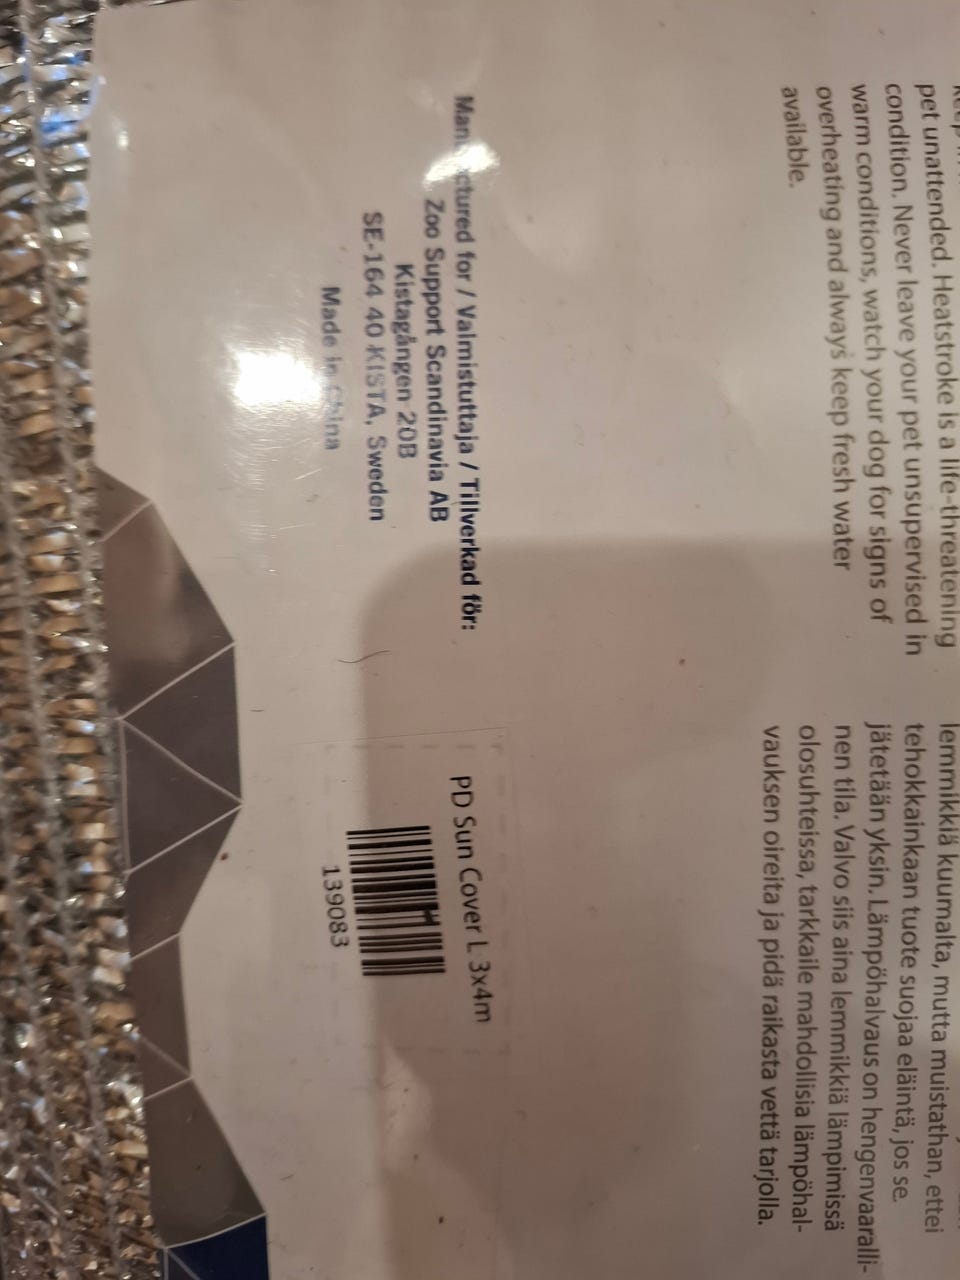 pet unattended. Heatstroke is a life-threatening
condition. Never leave your pet unsupervised in
warm conditions, watch your dog for signs of
overheating and always keep fresh water
available.
lemmikkiä kuumalta, mutta muistathan, ettei
tehokkainkaan tuote suojaa eläintä, jos se
jätetään yksin. Lämpöhalvaus on hengenvaaralli-
nen tila. Valvo siis aina lemmikkiä lämpimissä
olosuhteissa, tarkkaile mahdollisia lämpöhal-
vauksen oireita ja pidä raikasta vettä tarjolla.
Manufactured for / Valmistuttaja / Tillverkad för:
Zoo Support Scandinavia AB
Kistagången 20B
SE-164 40 KISTA, Sweden
Made in China
PD Sun Cover L 3x4m
139083